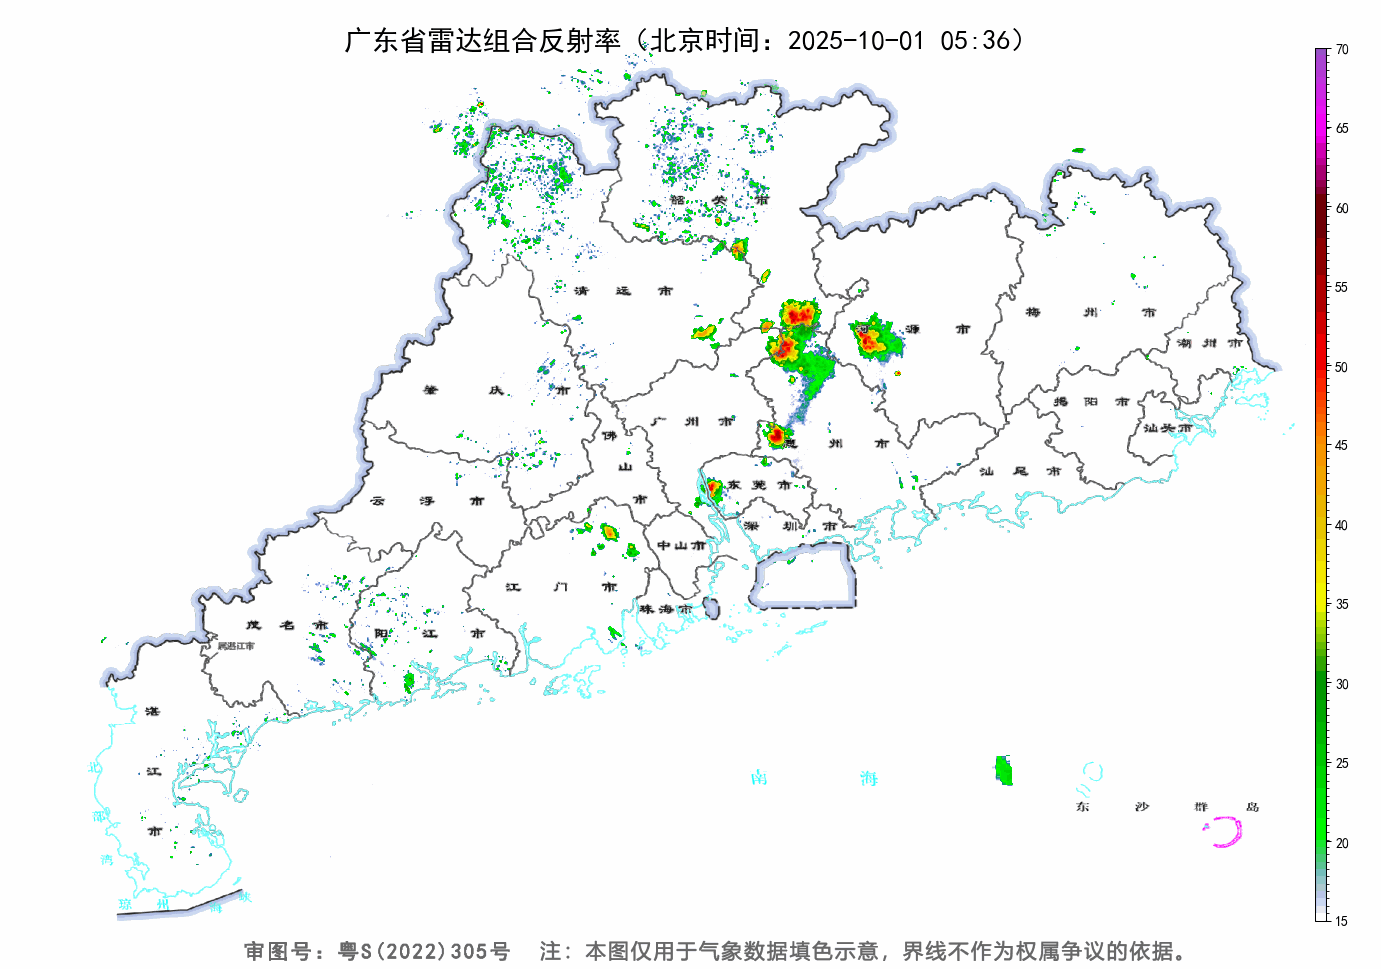 广东省雷达组合反射率（北京时间：2025-10-01 05:36）
70
65
60
55
50
45
40
35
30
25
20
15
韶关市
清远市
河源市
梅州市
潮州市
肇庆市
广州市
佛山市
惠州市
揭阳市
汕头市
汕尾市
云浮市
东莞市
深圳市
中山市
江门市
珠海市
茂名市
阳江市
属湛江市
湛江市
北部湾
琼州海峡
南海
东沙群岛
审图号：粤S(2022)305号 注：本图仅用于气象数据填色示意，界线不作为权属争议的依据。